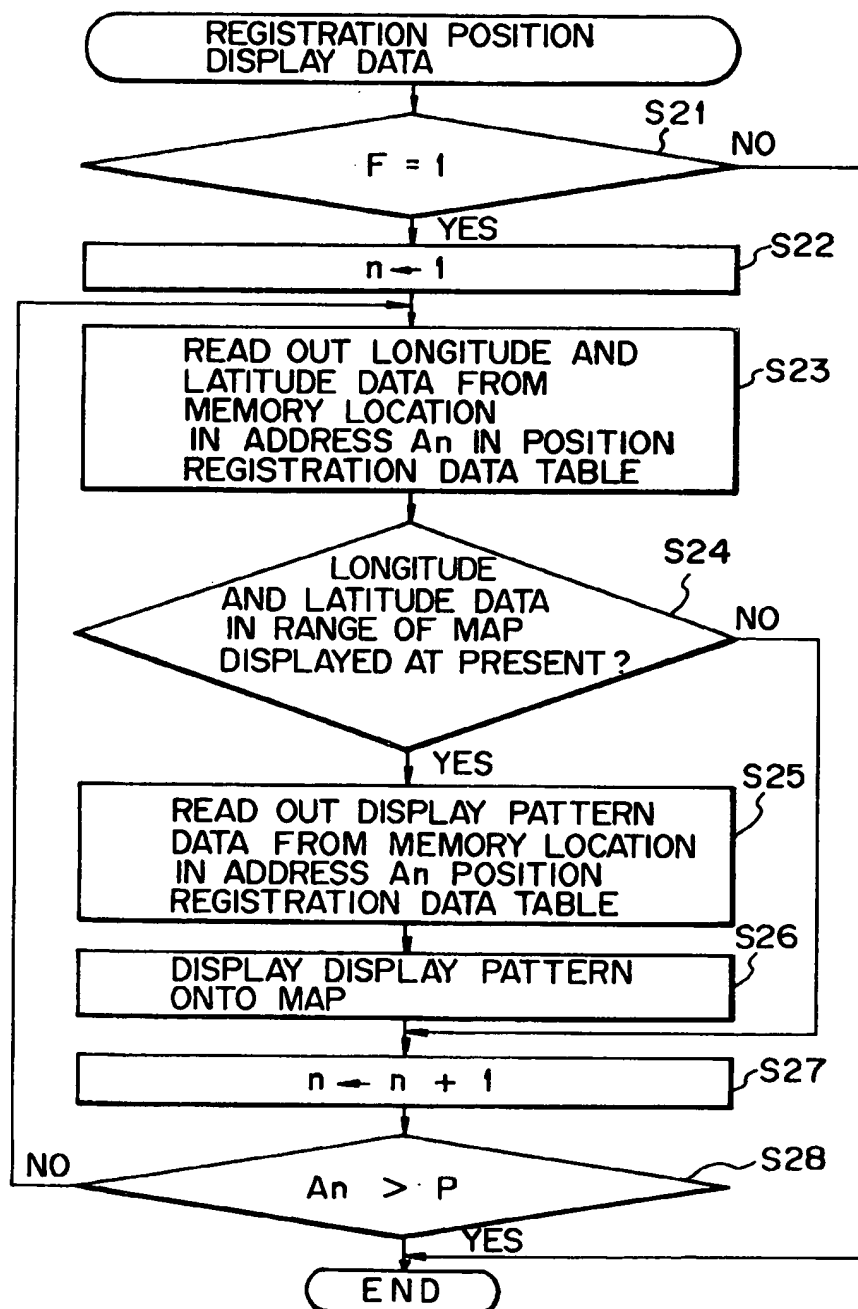 REGISTRATION POSITION
DISPLAY DATA
S21
F = 1
NO
YES
S22
n ← 1
READ OUT LONGITUDE AND
LATITUDE DATA FROM
MEMORY LOCATION
IN ADDRESS An IN POSITION
REGISTRATION DATA TABLE
S23
S24
LONGITUDE
AND LATITUDE DATA
IN RANGE OF MAP
DISPLAYED AT PRESENT?
NO
YES
S25
READ OUT DISPLAY PATTERN
DATA FROM MEMORY LOCATION
IN ADDRESS An POSITION
REGISTRATION DATA TABLE
S26
DISPLAY DISPLAY PATTERN
ONTO MAP
n ← n + 1
S27
NO
An > P
S28
YES
END